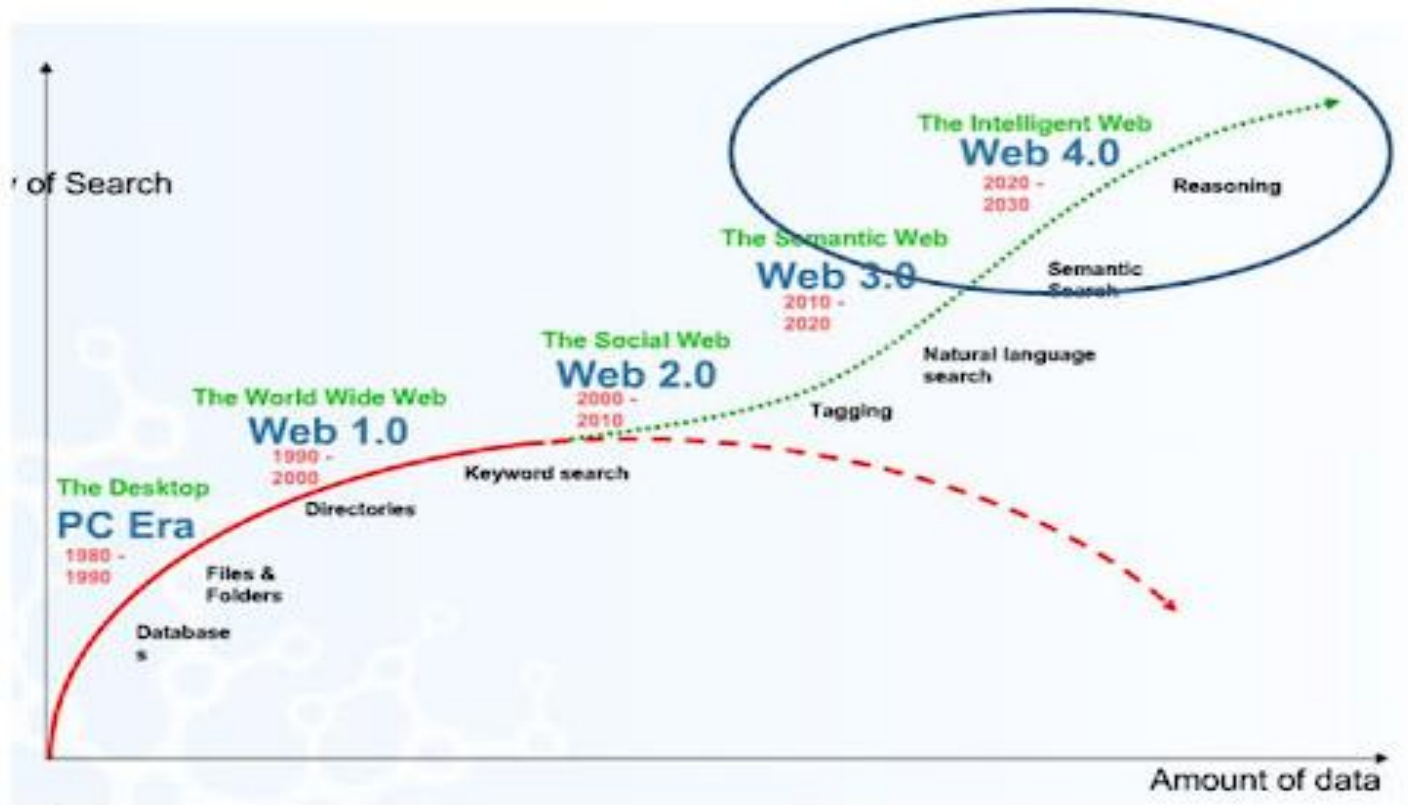 The Intelligent Web
Web 4.0
2020 -
2030
y of Search
Reasoning
The Semantic Web
Web 3.0
2010 -
2020
Semantic
Search
The Social Web
Web 2.0
2000 -
2010
Natural language
search
Tagging
The World Wide Web
Web 1.0
1990 -
2000
Keyword search
The Desktop
PC Era
1980 -
1990
Directories
Files &
Folders
Database
s
Amount of data